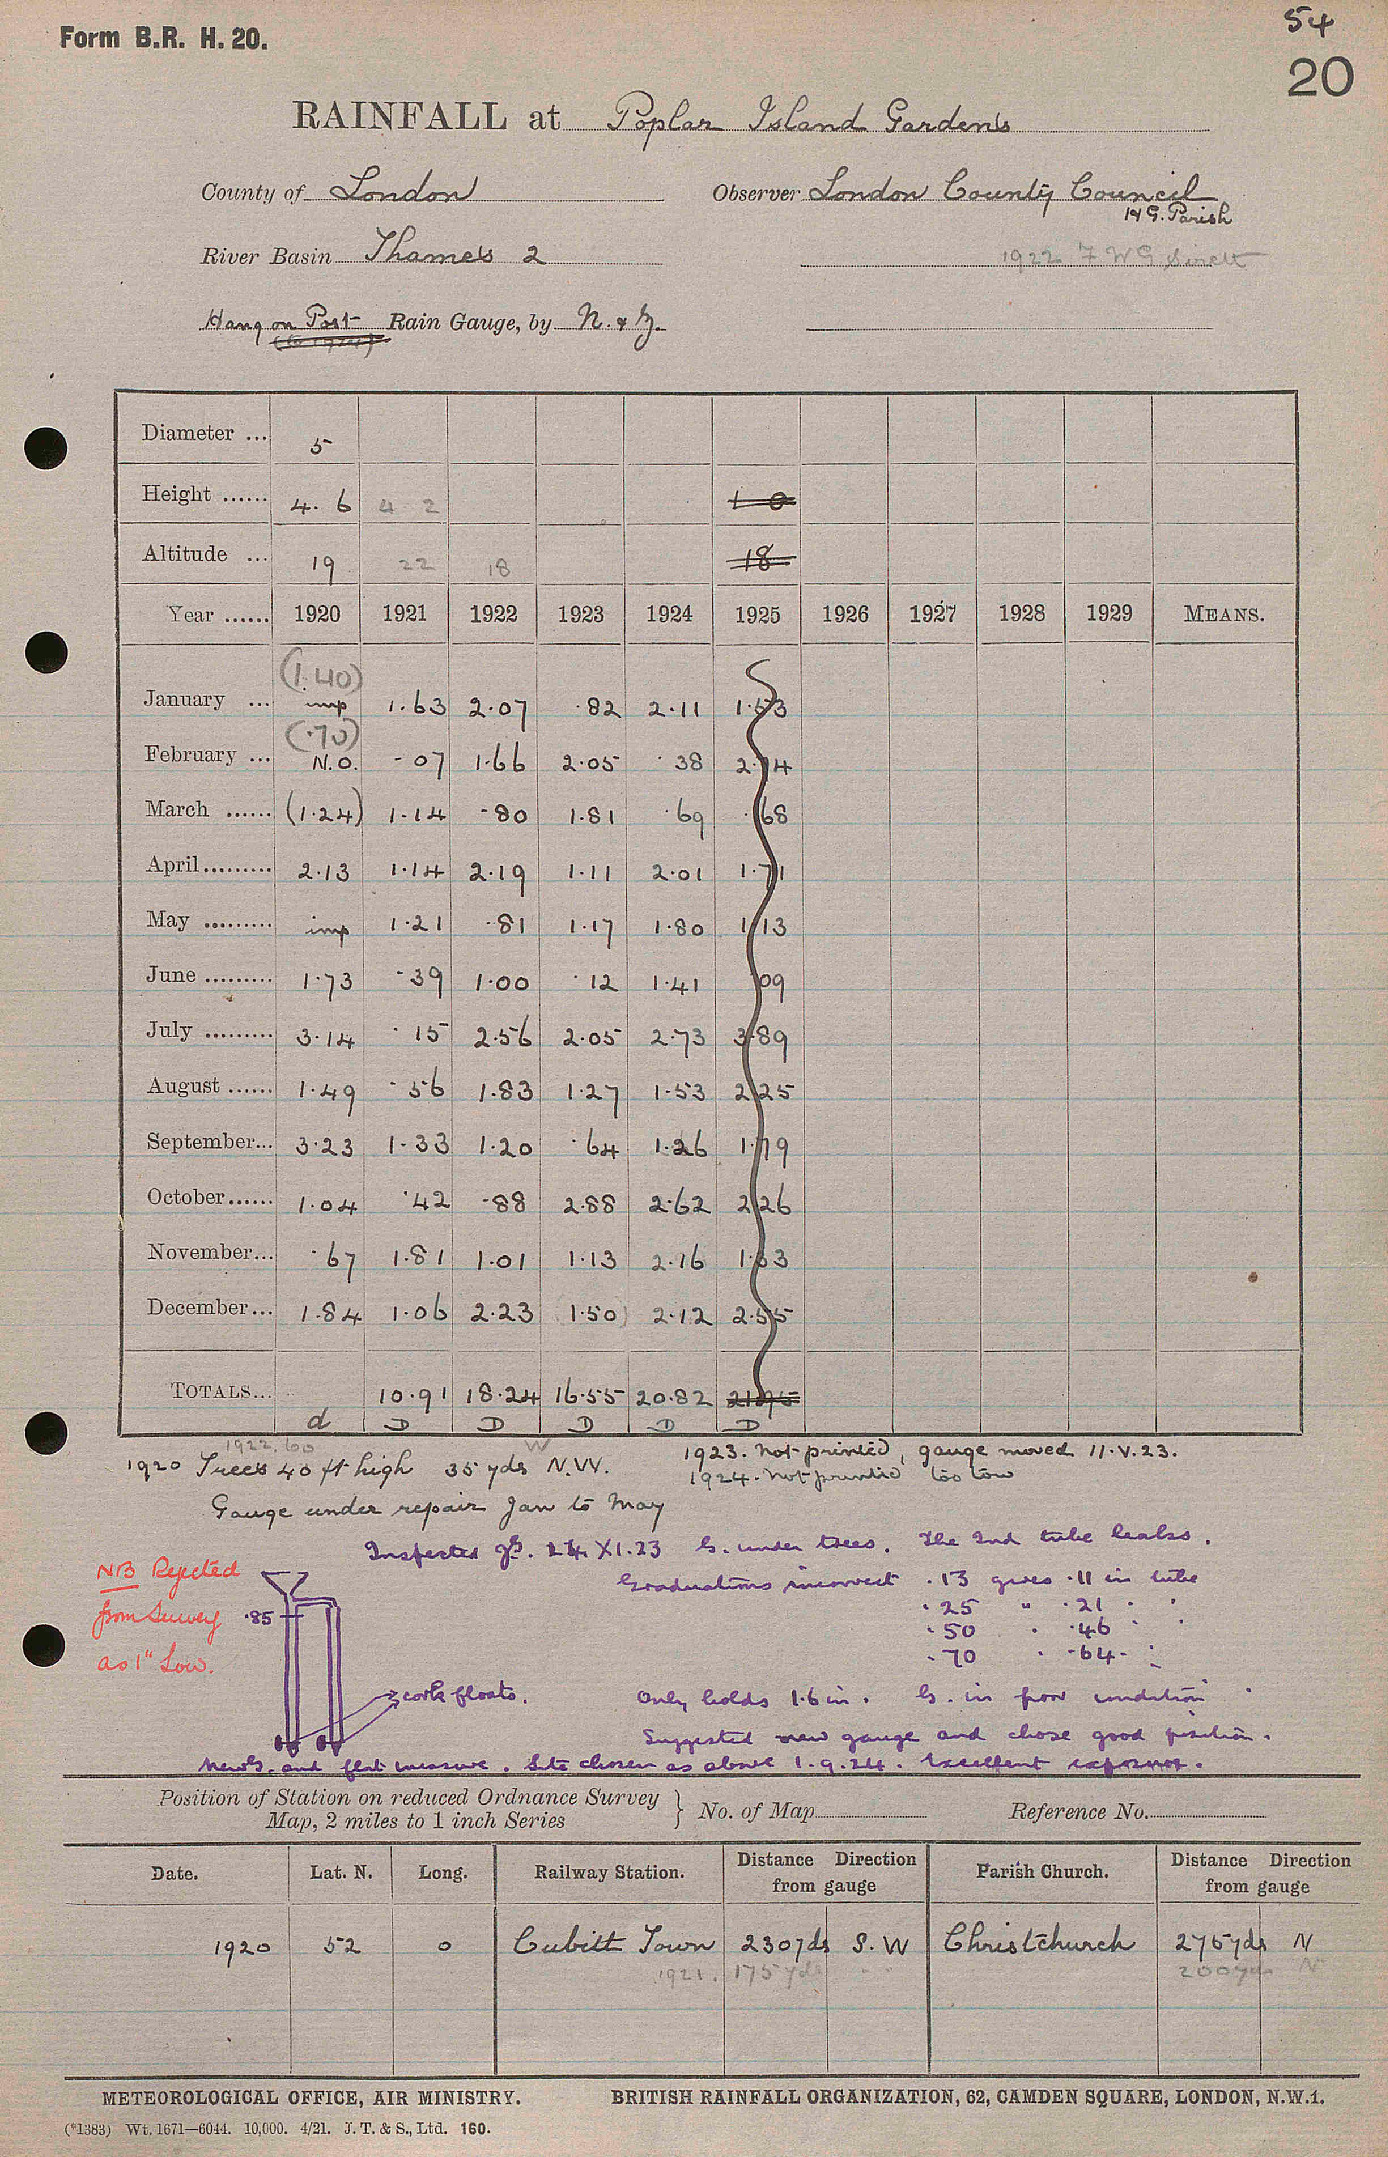 54
Form B.R. H. 20.
20
RAINFALL at Poplar Island Gardens
County of London Observer London County Council
H G. Parish
River Basin Thames 2 1922 F W G
Hang on Post Rain Gauge, by N. & Z.
(to 1914)
Diameter ... 5
Height ...... 4. 6 4 2 1 0
Altitude ... 19 22 18 18
Year ...... 1920 1921 1922 1923 1924 1925 1926 1927 1928 1929 MEANS.
(1.40)
January ... imp 1.63 2.07 .82 2.11 1.53
(.70)
February ... N.O. .07 1.66 2.05 .38 2.74
March ...... (1.24) 1.14 .80 1.81 .69 .68
April ......... 2.13 1.14 2.19 1.11 2.01 1.71
May ......... imp 1.21 .81 1.17 1.80 1.13
June ......... 1.73 .39 1.00 .12 1.41 .09
July ......... 3.14 .15 2.56 2.05 2.73 3.89
August ...... 1.49 .56 1.83 1.27 1.53 2.25
September... 3.23 1.33 1.20 .64 1.26 1.79
October...... 1.04 .42 .88 2.88 2.62 2.26
November... .67 1.81 1.01 1.13 2.16 1.33
December... 1.84 1.06 2.23 (1.50) 2.12 2.55
TOTALS... 10.91 18.24 16.55 20.82 21.95
d D D D D D
1922. 60 W
1920 Trees 40 ft high 35 yds N.W. 1923. Not printed, gauge moved 11.V.23.
1924. Not printed too low
Gauge under repair Jan to May
Inspected 24.XI.23 G. under trees. The 2nd tube leaks.
NB Rejected from Survey as 1" Low.
Graduations incorrect .13 gives .11 in tube
.85
.25 " .21 . .
.50 . .46 . .
.70 . .64 . .
cork floats.
Only holds 1.6 in. G. in poor condition.
Suggested new gauge and chose good position.
New G. and flat measure. Site chosen as above 1.9.24. Excellent exposure.
Position of Station on reduced Ordnance Survey Map, 2 miles to 1 inch Series } No. of Map Reference No.
Date. Lat. N. Long. Railway Station. Distance Direction from gauge Parish Church. Distance Direction from gauge
1920 52 0 Cubitt Town 230yds S.W Christchurch 275yds N
1921. 175 yds . . 200yds N
METEOROLOGICAL OFFICE, AIR MINISTRY. BRITISH RAINFALL ORGANIZATION, 62, CAMDEN SQUARE, LONDON, N.W.1.
(*1383) Wt. 1671—6044. 10,000. 4/21. J. T. & S., Ltd. 160.